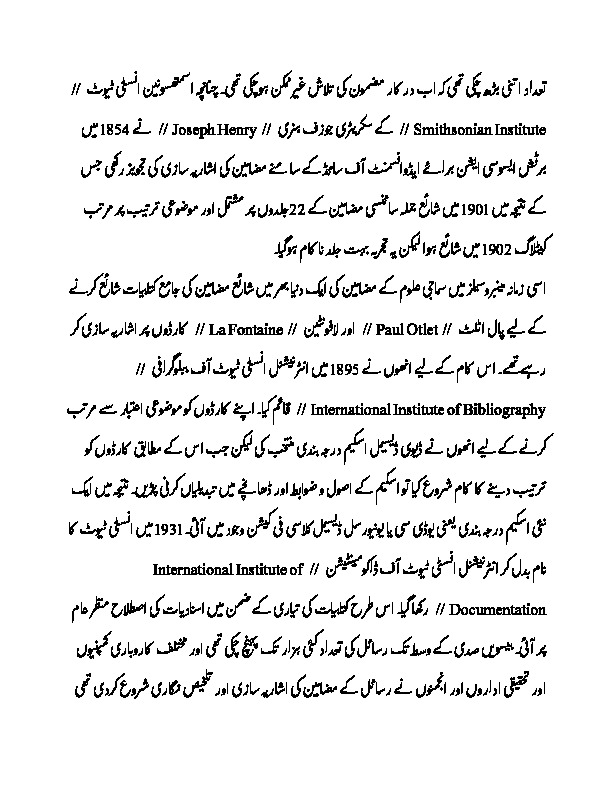 تعداد اتنی بڑھ چکی تھی کہ اب درکار مضمون کی تلاش غیر ممکن ہوچکی تھی۔ چنانچہ اسمتھسونین انسٹی ٹیوٹ //
Smithsonian Institute // کے سکریٹری جوزف ہنری // Joseph Henry // نے 1854 میں
برٹش ایسوسی ایشن برائے ایڈوانسمنٹ آف سائنز کے سامنے مضامین کی اشاریہ سازی کی تجویز رکھی جس
کے نتیجہ میں 1901 میں شائع جملہ سائنسی مضامین کے 22 جلدوں پر مشتمل اور موضوعی ترتیب پر مرتب
کیٹلاگ 1902 میں شائع ہوا لیکن یہ تجربہ بہت جلد ناکام ہوگیا۔
اسی زمانہ میں بروسیلز میں سماجی علوم کے مضامین کی ایک دنیا بھر میں شائع مضامین کی جامع کتابیات شائع کرنے
کے لیے پال اٹلٹ // Paul Otlet // اور لافونٹین // La Fontaine // کارڈوں پر اشاریہ سازی کر
رہے تھے۔ اس کام کے لیے انھوں نے 1895 میں انٹرنیشنل انسٹی ٹیوٹ آف ببلوگرافی //
International Institute of Bibliography // قائم کیا۔ اپنے کارڈوں کو موضوعی اعتبار سے مرتب
کرنے کے لیے انھوں نے ڈیوی ڈیسیمل اسکیم درجہ بندی منتخب کی لیکن جب اس کے مطابق کارڈوں کو
ترتیب دینے کا کام شروع کیا تو اسکیم کے اصول و ضوابط اور ڈھانچے میں تبدیلیاں کرنی پڑیں۔ نتیجہ میں ایک
نئی اسکیم درجہ بندی یعنی یوڈی سی یا یونیورسل ڈیسیمل کلاسی فی کیشن وجود میں آئی۔ 1931 میں انسٹی ٹیوٹ کا
نام بدل کر انٹرنیشنل انسٹی ٹیوٹ آف ڈاکومینٹیشن // International Institute of
Documentation // رکھا گیا۔ اس طرح کتابیات کی تیاری کے ضمن میں اسنادیات کی اصطلاح منظر عام
پر آئی۔ بیسویں صدی کے وسط تک رسائل کی تعداد کئی ہزار تک پہنچ چکی تھی اور مختلف کاروباری کمپنیوں
اور تحقیقی اداروں اور انجمنوں نے رسائل کے مضامین کی اشاریہ سازی اور تلخیص نگاری شروع کردی تھی